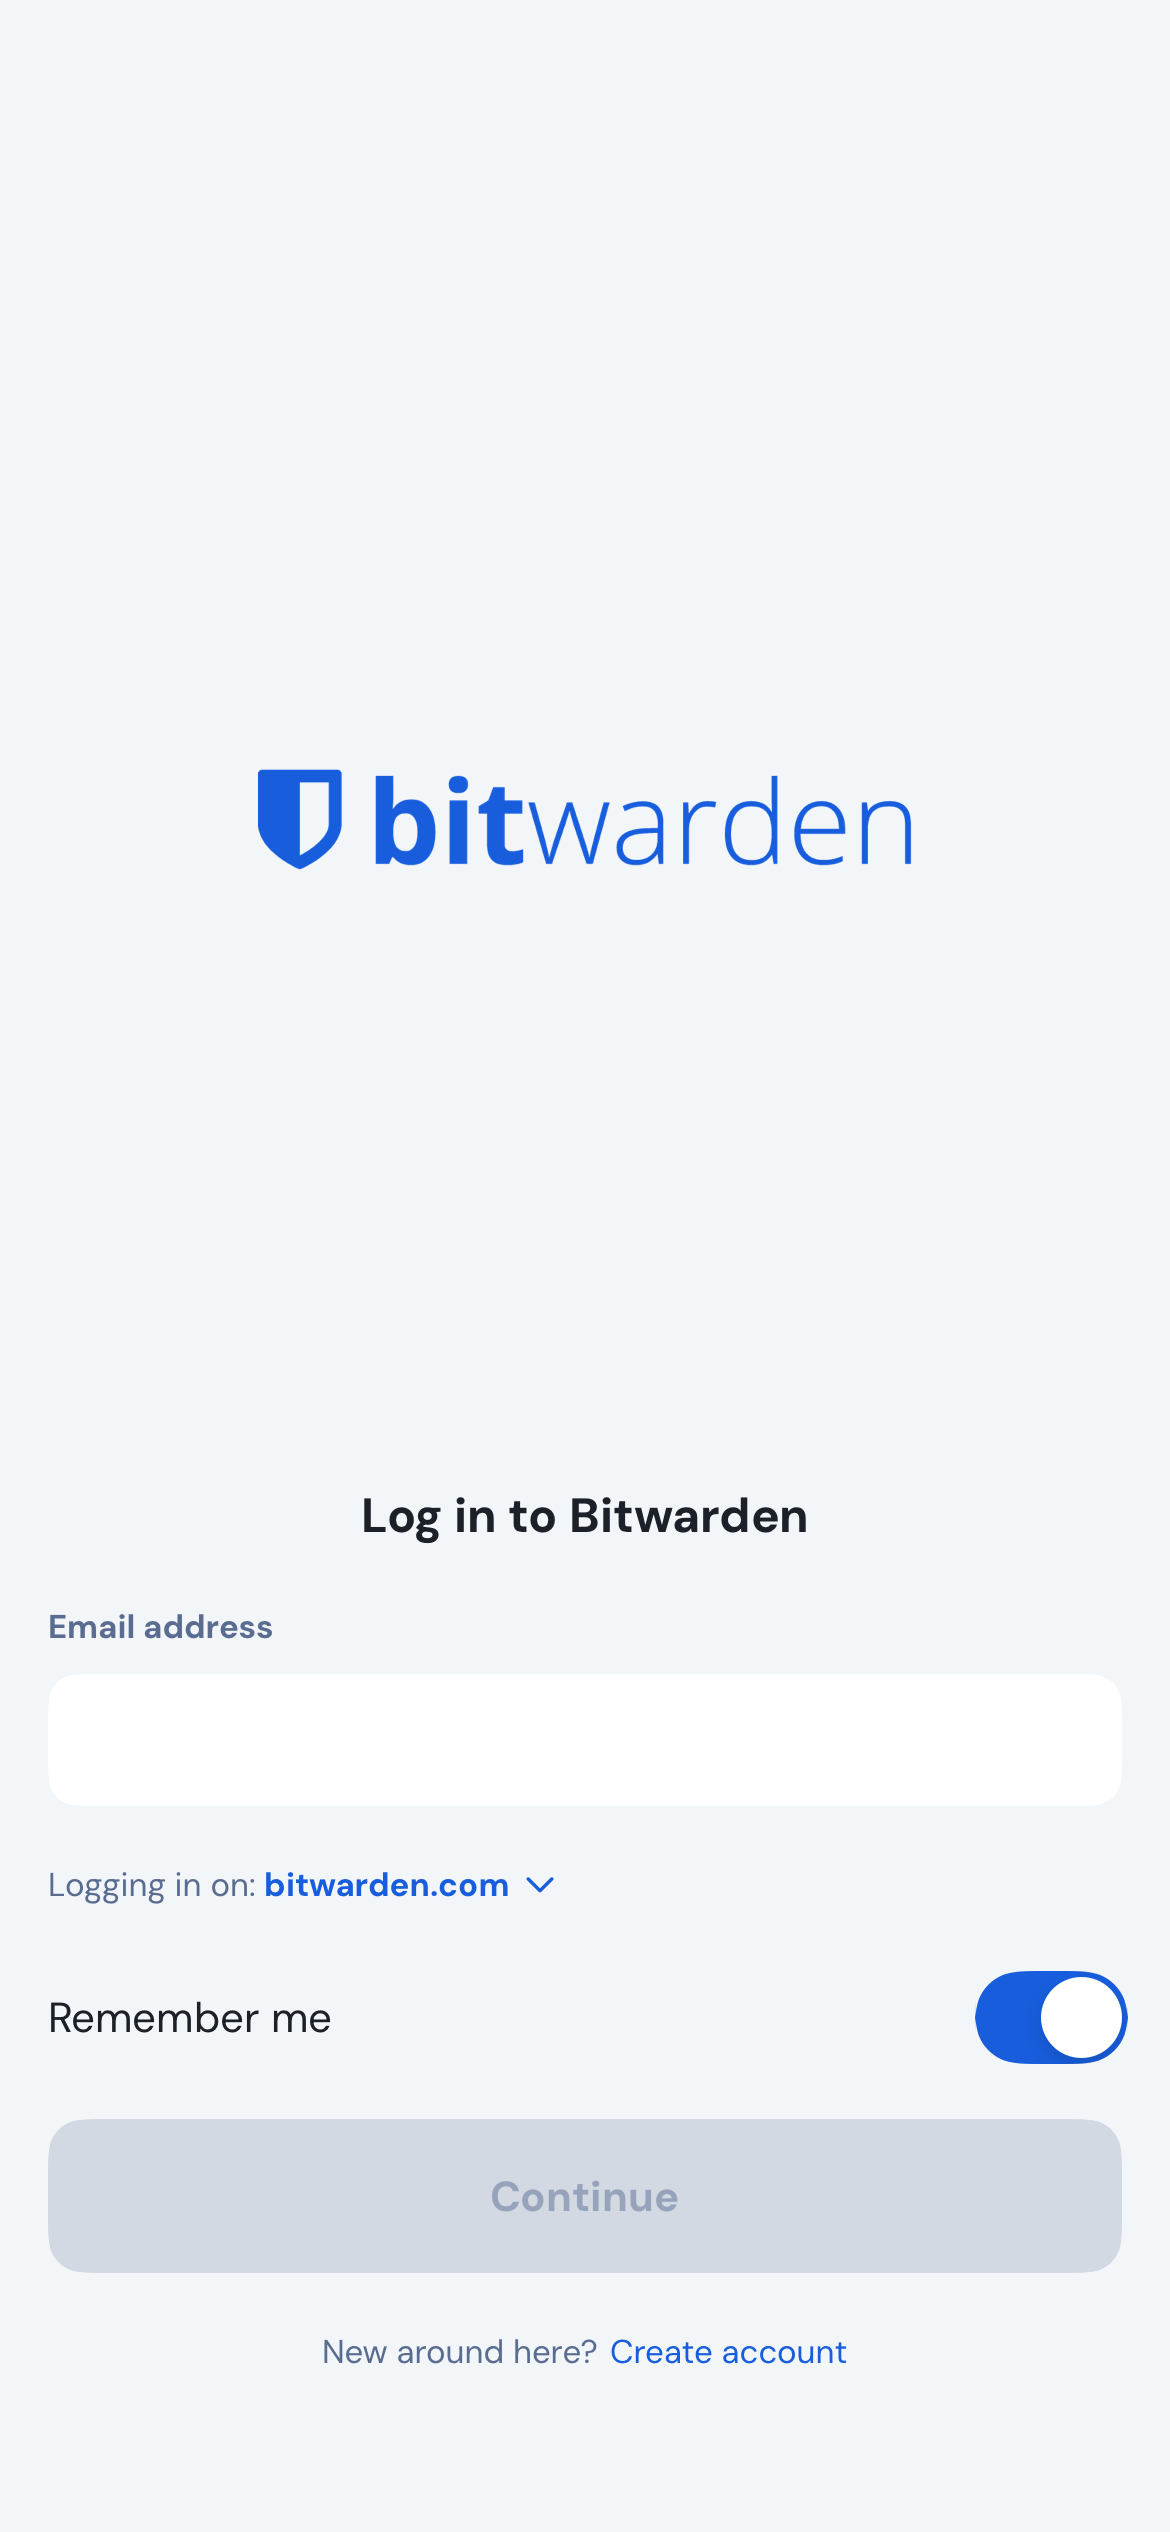 bitwarden
Log in to Bitwarden
Email address
Logging in on: bitwarden.com
Remember me
Continue
New around here? Create account